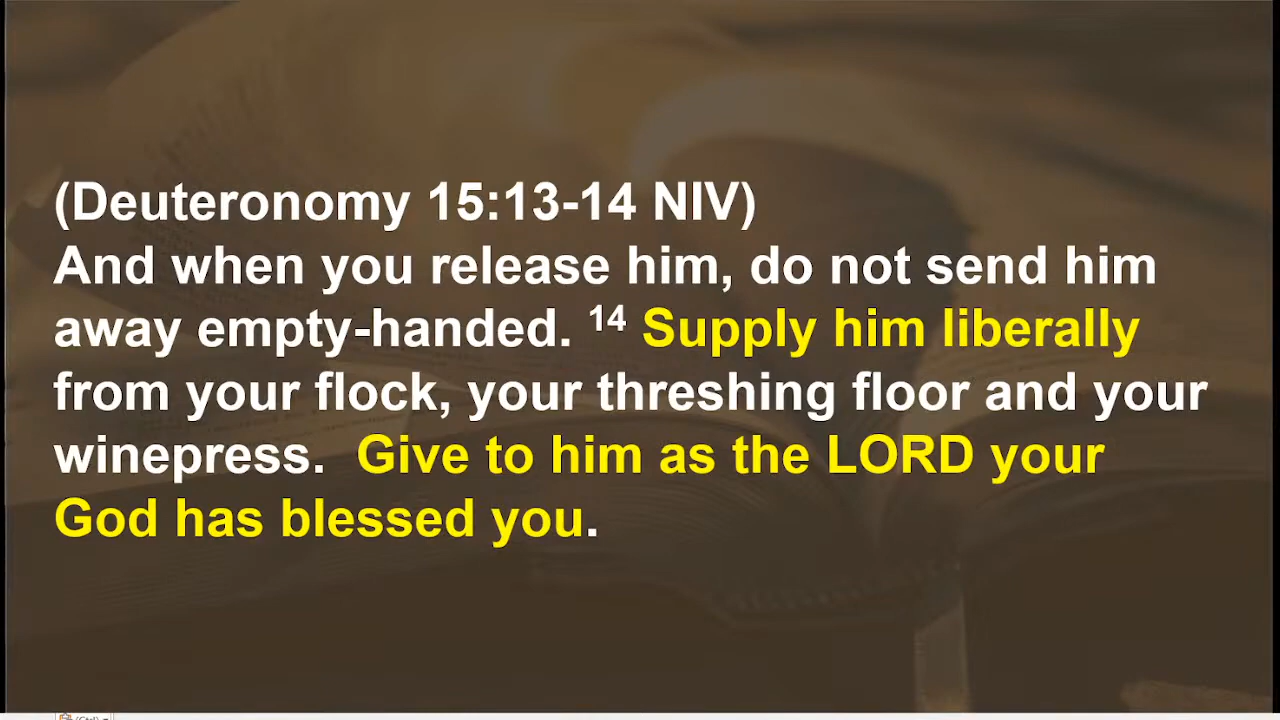 (Deuteronomy 15:13-14 NIV)
And when you release him, do not send him
away empty-handed. 14 Supply him liberally
from your flock, your threshing floor and your
winepress.  Give to him as the LORD your
God has blessed you.
(Ctrl)